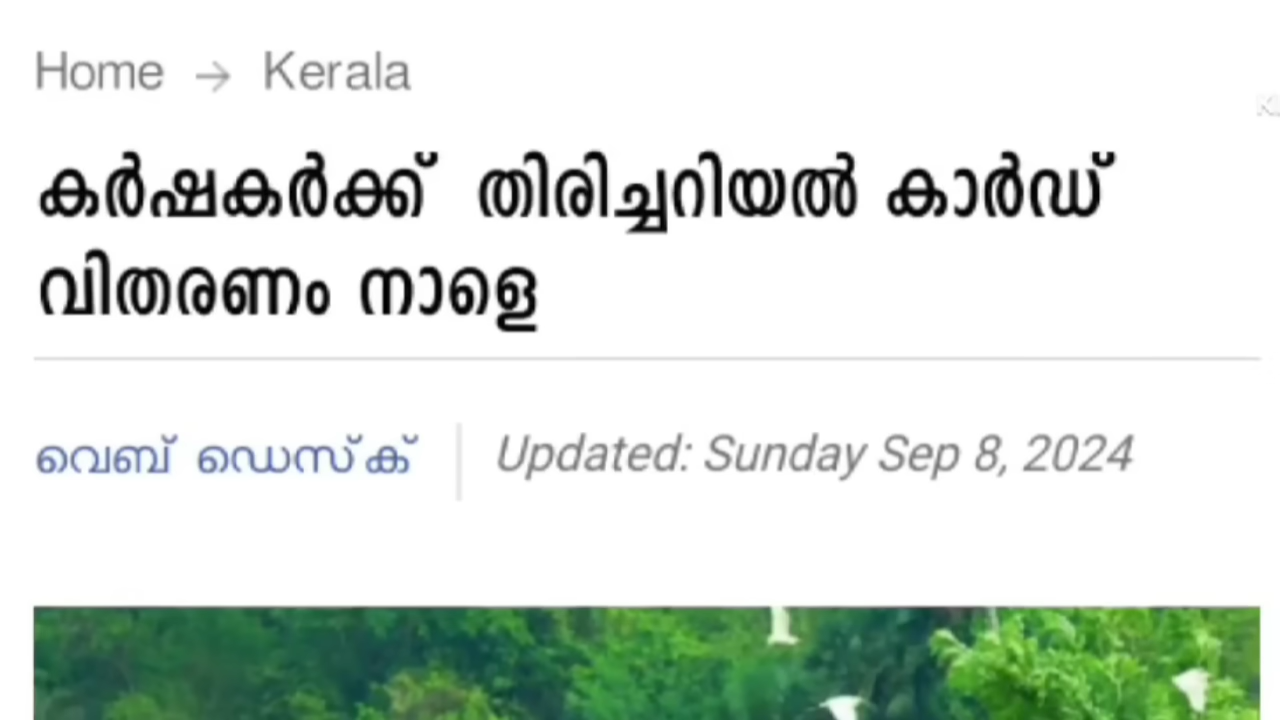 Home → Kerala
കർഷകർക്ക് തിരിച്ചറിയൽ കാർഡ്
വിതരണം നാളെ
വെബ് ഡെസ്ക് Updated: Sunday Sep 8, 2024